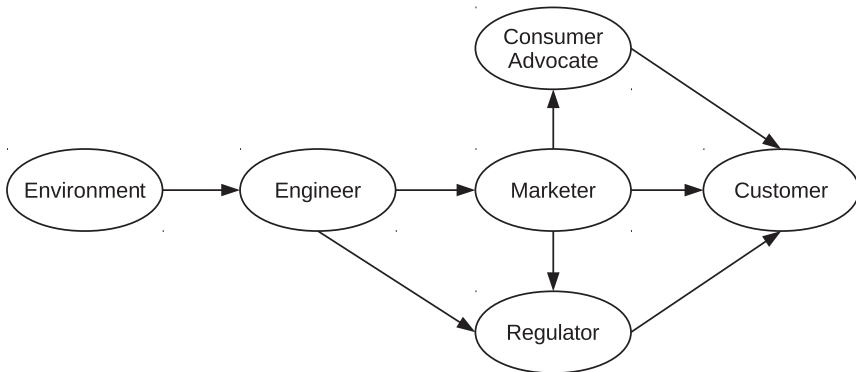 Consumer
Advocate
Environment
Engineer
Marketer
Customer
Regulator